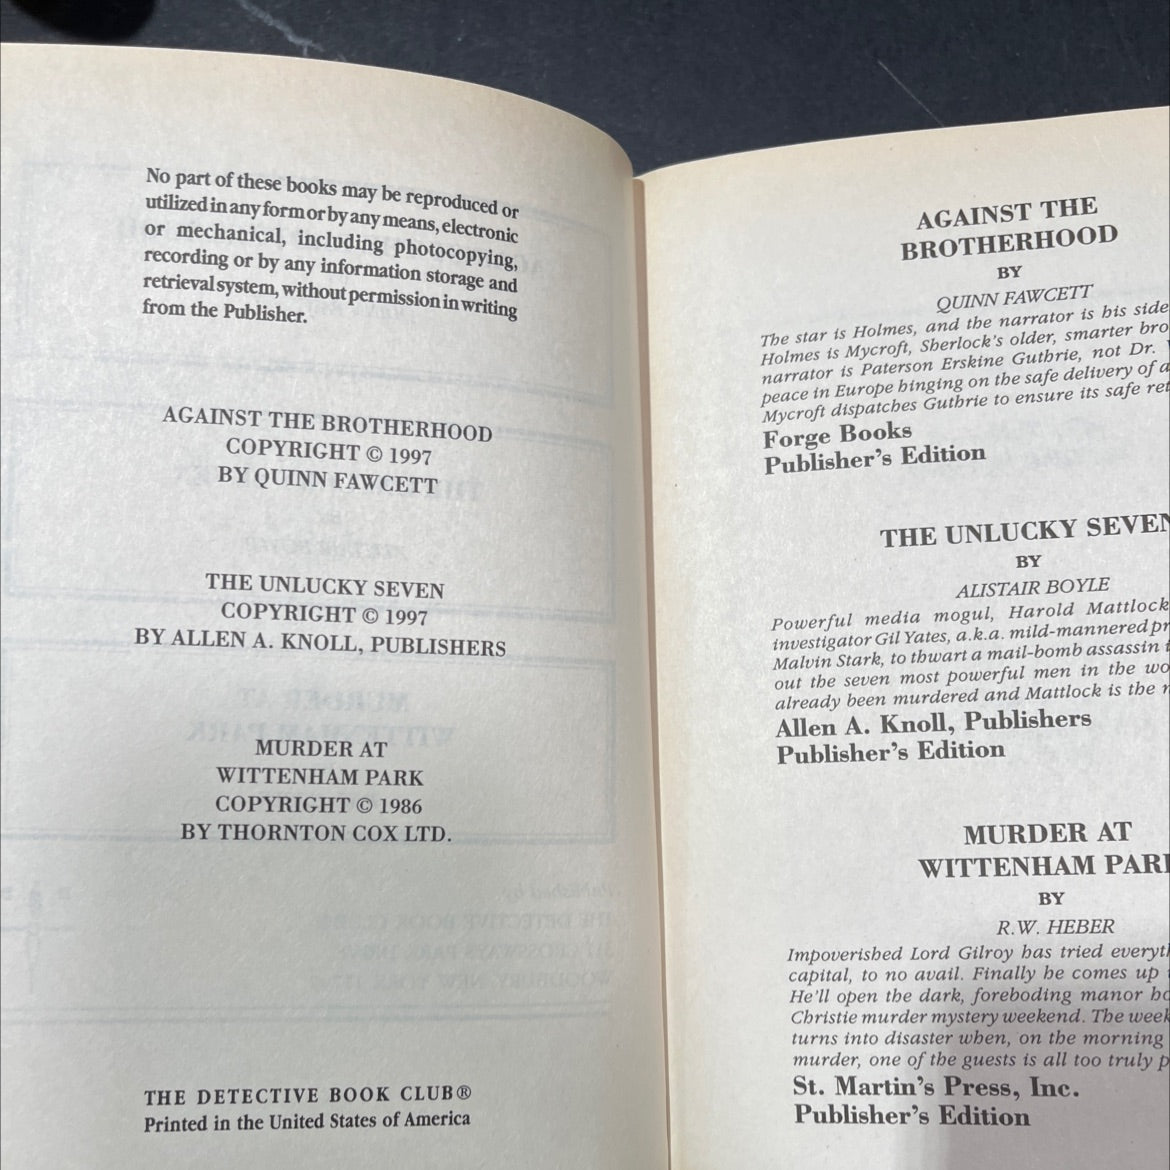 No part of these books may be reproduced or
utilized in any form or by any means, electronic
or mechanical, including photocopying,
recording or by any information storage and
retrieval system, without permission in writing
from the Publisher.
AGAINST THE BROTHERHOOD
COPYRIGHT © 1997
BY QUINN FAWCETT
THE UNLUCKY SEVEN
COPYRIGHT © 1997
BY ALLEN A. KNOLL, PUBLISHERS
MURDER AT
WITTENHAM PARK
COPYRIGHT © 1986
BY THORNTON COX LTD.
THE DETECTIVE BOOK CLUB®
Printed in the United States of America
AGAINST THE
BROTHERHOOD
BY
QUINN FAWCETT
The star is Holmes, and the narrator is his side
Holmes is Mycroft, Sherlock's older, smarter bro
narrator is Paterson Erskine Guthrie, not Dr.
peace in Europe hinging on the safe delivery of a
Mycroft dispatches Guthrie to ensure its safe ret
Forge Books
Publisher's Edition
THE UNLUCKY SEVEN
BY
ALISTAIR BOYLE
Powerful media mogul, Harold Mattlock
investigator Gil Yates, a.k.a. mild-mannered pr
Malvin Stark, to thwart a mail-bomb assassin
out the seven most powerful men in the wo
already been murdered and Mattlock is the
Allen A. Knoll, Publishers
Publisher's Edition
MURDER AT
WITTENHAM PARK
BY
R.W. HEBER
Impoverished Lord Gilroy has tried everyt
capital, to no avail. Finally he comes up
He'll open the dark, foreboding manor ho
Christie murder mystery weekend. The week
turns into disaster when, on the morning
murder, one of the guests is all too truly
St. Martin's Press, Inc.
Publisher's Edition